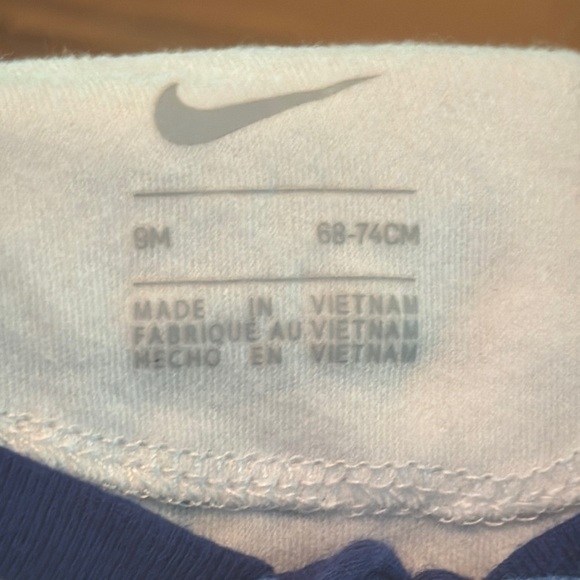 9M 68-74CM
MADE IN VIETNAM
FABRIQUÉ AU VIETNAM
HECHO EN VIETNAM